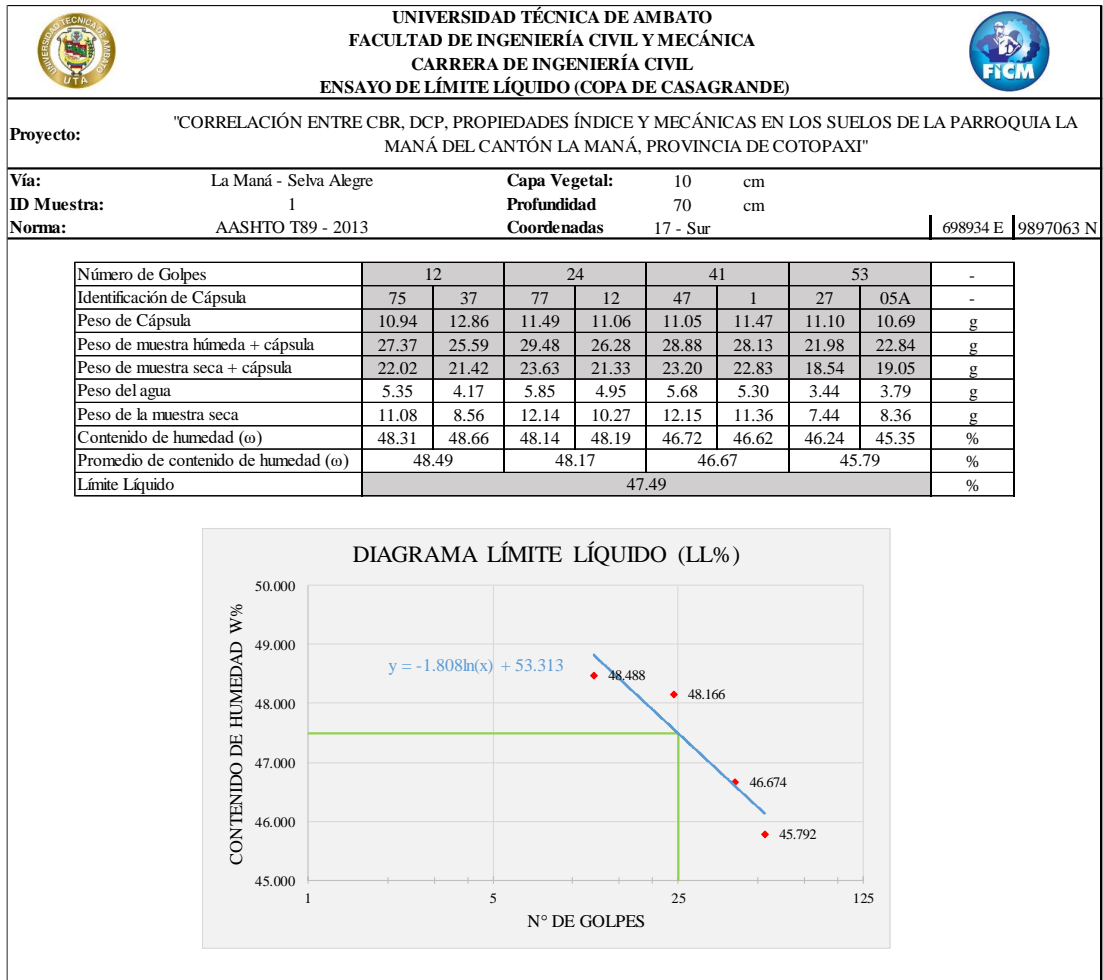 UNIVERSIDAD TÉCNICA DE AMBATO
FACULTAD DE INGENIERÍA CIVIL Y MECÁNICA
CARRERA DE INGENIERÍA CIVIL
ENSAYO DE LÍMITE LÍQUIDO (COPA DE CASAGRANDE)
UTA
FICM
Proyecto: "CORRELACIÓN ENTRE CBR, DCP, PROPIEDADES ÍNDICE Y MECÁNICAS EN LOS SUELOS DE LA PARROQUIA LA
MANÁ DEL CANTÓN LA MANÁ, PROVINCIA DE COTOPAXI"
Vía: La Maná - Selva Alegre Capa Vegetal: 10 cm
ID Muestra: 1 Profundidad 70 cm
Norma: AASHTO T89 - 2013 Coordenadas 17 - Sur 698934 E 9897063 N
Número de Golpes 12 24 41 53 -
Identificación de Cápsula 75 37 77 12 47 1 27 05A -
Peso de Cápsula 10.94 12.86 11.49 11.06 11.05 11.47 11.10 10.69 g
Peso de muestra húmeda + cápsula 27.37 25.59 29.48 26.28 28.88 28.13 21.98 22.84 g
Peso de muestra seca + cápsula 22.02 21.42 23.63 21.33 23.20 22.83 18.54 19.05 g
Peso del agua 5.35 4.17 5.85 4.95 5.68 5.30 3.44 3.79 g
Peso de la muestra seca 11.08 8.56 12.14 10.27 12.15 11.36 7.44 8.36 g
Contenido de humedad (ω) 48.31 48.66 48.14 48.19 46.72 46.62 46.24 45.35 %
Promedio de contenido de humedad (ω) 48.49 48.17 46.67 45.79 %
Límite Líquido 47.49 %
DIAGRAMA LÍMITE LÍQUIDO (LL%)
CONTENIDO DE HUMEDAD W%
50.000
49.000
48.000
47.000
46.000
45.000
y = -1.808ln(x) + 53.313
48.488
48.166
46.674
45.792
1 5 25 125
N° DE GOLPES